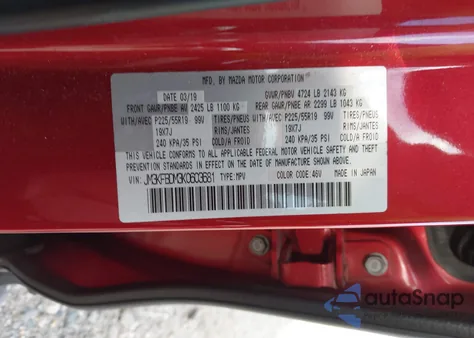 MFD. BY MAZDA MOTOR CORPORATION
DATE 03/19 GVWR/PNBV 4724 LB 2143 KG
FRONT GAWR/PNBE AV 2425 LB 1100 KG REAR GAWR/PNBE AR 2299 LB 1043 KG
WITH/AVEC P225/55R19 99V TIRES/PNEUS WITH/AVEC P225/55R19 99V TIRES/PNEUS
19X7J RIMS/JANTES 19X7J RIMS/JANTES
240 KPA/35 PSI COLD/A FROID 240 KPA/35 PSI COLD/A FROID
THIS VEHICLE CONFORMS TO ALL APPLICABLE FEDERAL MOTOR VEHICLE SAFETY, BUMPER, AND THEFT
PREVENTION STANDARDS IN EFFECT ON THE DATE OF MANUFACTURE SHOWN ABOVE.
VIN: JM3KFBDM3K0603681 TYPE: MPV COLOR CODE: 46V MADE IN JAPAN
autoSnap